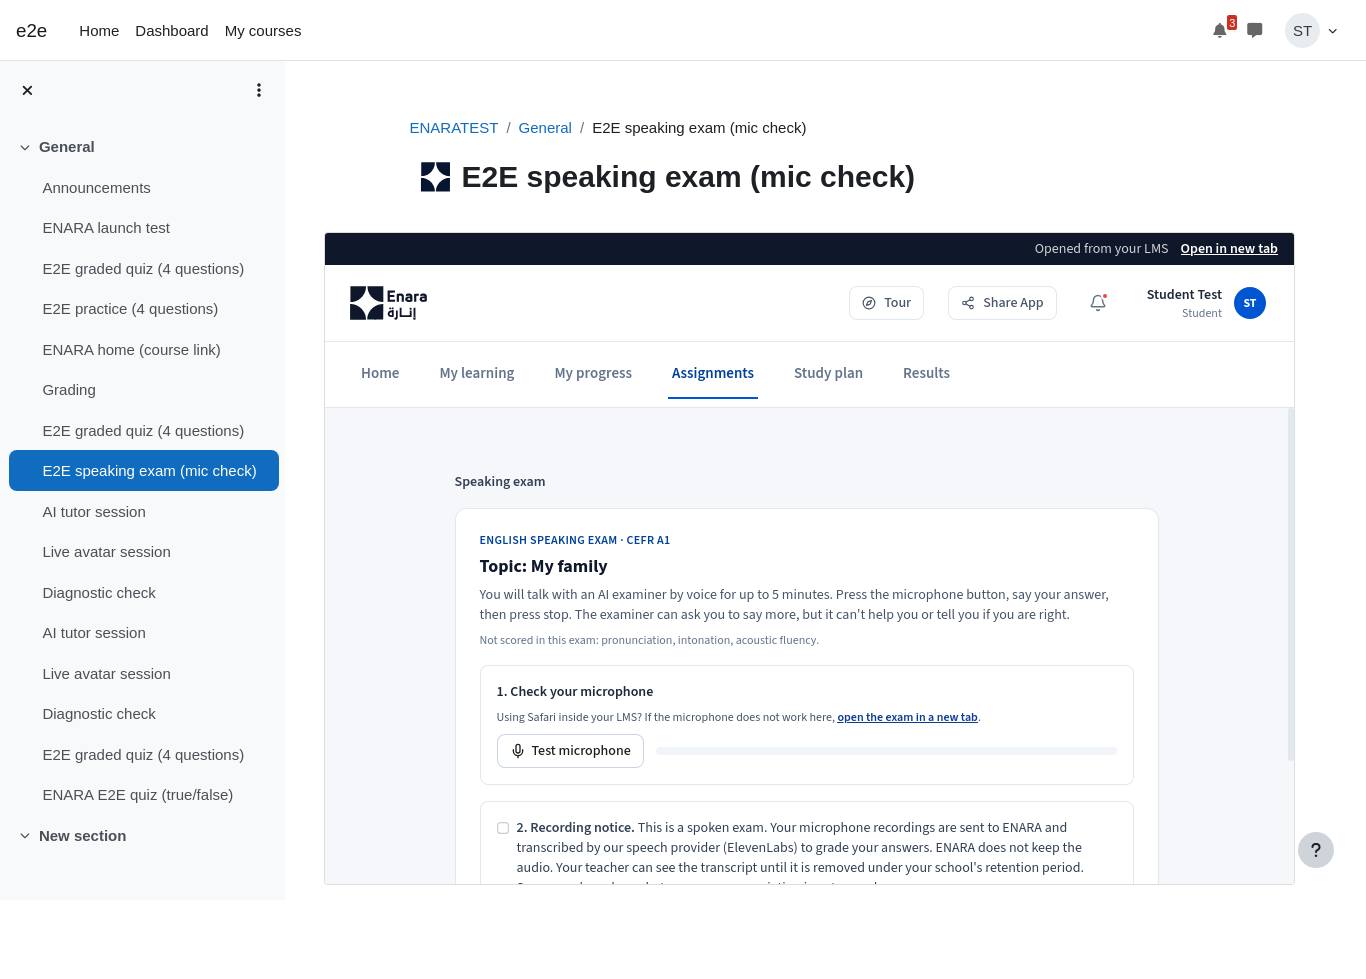 e2e
Home
Dashboard
My courses
3
ST
General
Announcements
ENARA launch test
E2E graded quiz (4 questions)
E2E practice (4 questions)
ENARA home (course link)
Grading
E2E graded quiz (4 questions)
E2E speaking exam (mic check)
AI tutor session
Live avatar session
Diagnostic check
AI tutor session
Live avatar session
Diagnostic check
E2E graded quiz (4 questions)
ENARA E2E quiz (true/false)
New section
ENARATEST / General / E2E speaking exam (mic check)
E2E speaking exam (mic check)
Opened from your LMS Open in new tab
Enara
إنارة
Tour
Share App
Student Test
Student
ST
Home
My learning
My progress
Assignments
Study plan
Results
Speaking exam
ENGLISH SPEAKING EXAM · CEFR A1
Topic: My family
You will talk with an AI examiner by voice for up to 5 minutes. Press the microphone button, say your answer,
then press stop. The examiner can ask you to say more, but it can't help you or tell you if you are right.
Not scored in this exam: pronunciation, intonation, acoustic fluency.
1. Check your microphone
Using Safari inside your LMS? If the microphone does not work here, open the exam in a new tab.
Test microphone
2. Recording notice. This is a spoken exam. Your microphone recordings are sent to ENARA and
transcribed by our speech provider (ElevenLabs) to grade your answers. ENARA does not keep the
audio. Your teacher can see the transcript until it is removed under your school's retention period.
?